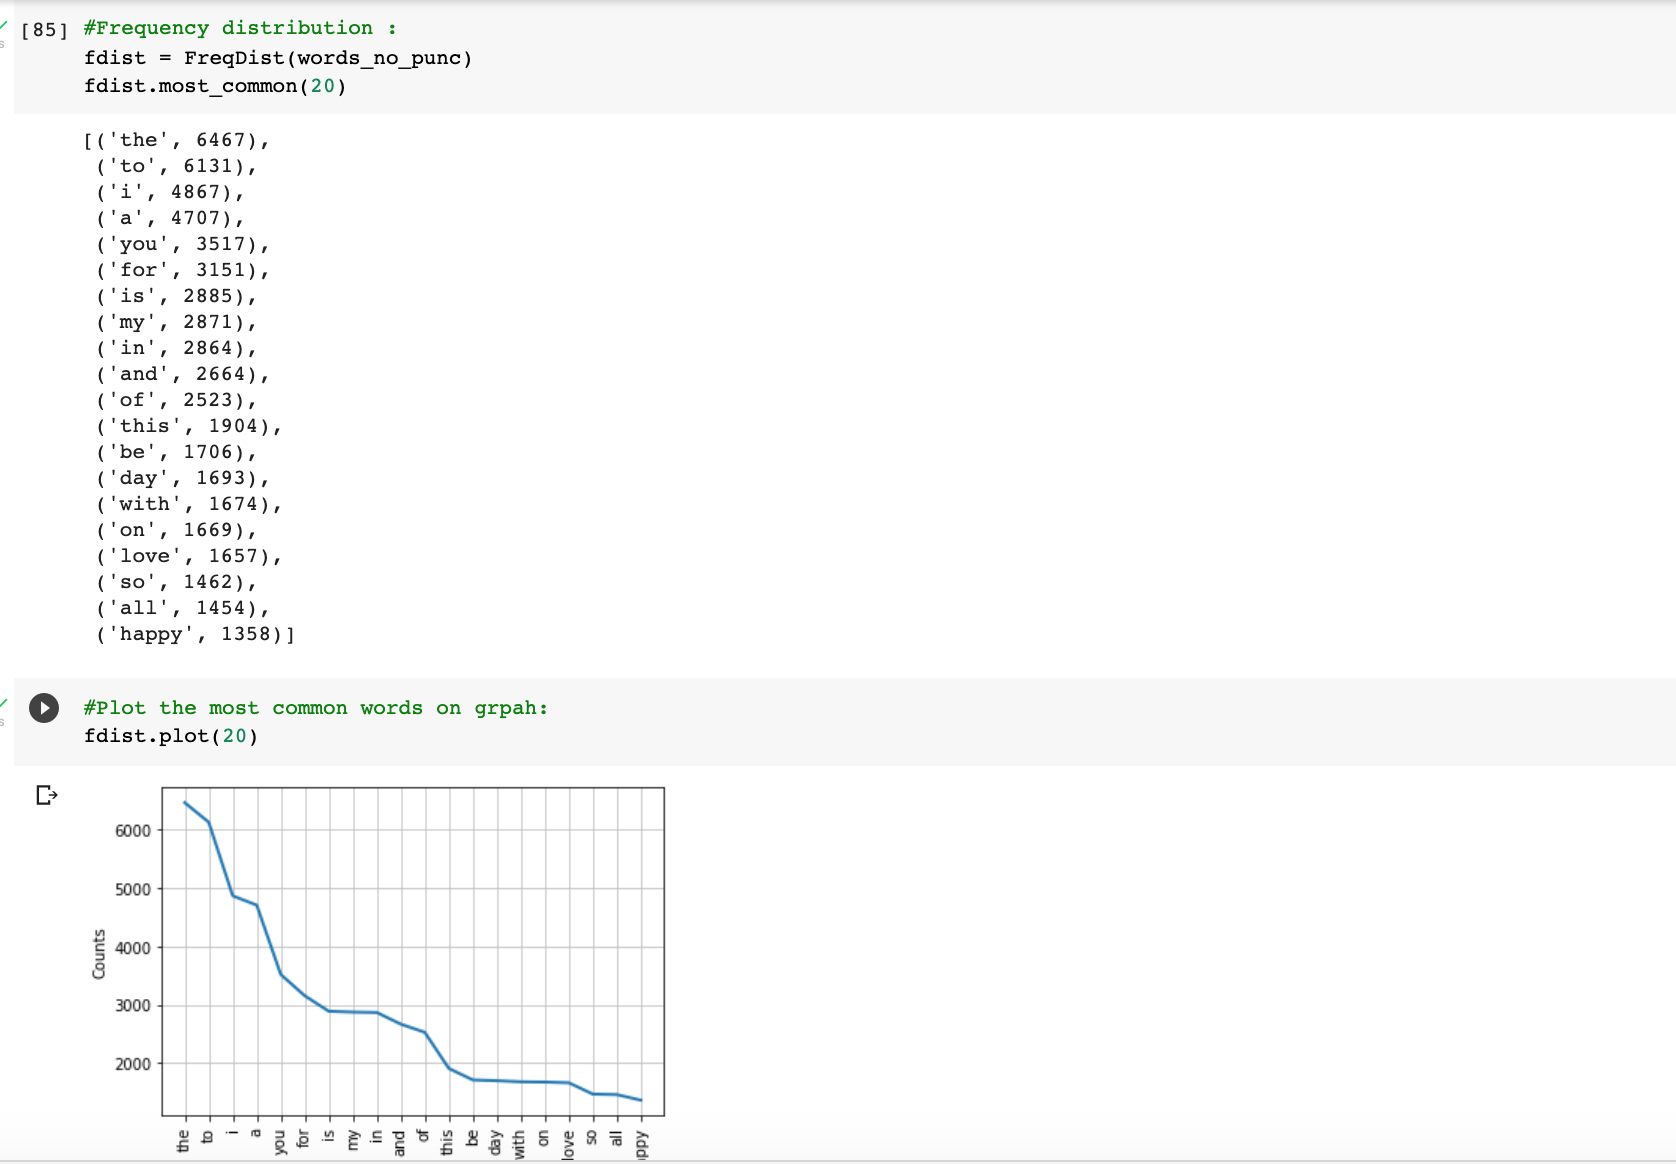 [85] #Frequency distribution :
fdist = FreqDist(words_no_punc)
fdist.most_common(20)
[('the', 6467),
('to', 6131),
('i', 4867),
('a', 4707),
('you', 3517),
('for', 3151),
('is', 2885),
('my', 2871),
('in', 2864),
('and', 2664),
('of', 2523),
('this', 1904),
('be', 1706),
('day', 1693),
('with', 1674),
('on', 1669),
('love', 1657),
('so', 1462),
('all', 1454),
('happy', 1358)]
#Plot the most common words on grpah:
fdist.plot(20)
6000
5000
4000
3000
2000
Counts
the to i a you for is my in and of this be day with on love so all ppy